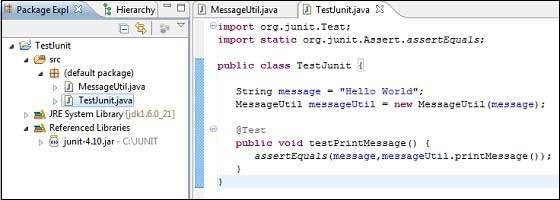 Package Expl
Hierarchy
TestJunit
src
(default package)
MessageUtil.java
TestJunit.java
JRE System Library [jdk1.6.0_21]
Referenced Libraries
junit-4.10.jar - C:\JUNIT
MessageUtil.java
TestJunit.java
import org.junit.Test;
import static org.junit.Assert.assertEquals;
public class TestJunit {
String message = "Hello World";
MessageUtil messageUtil = new MessageUtil(message);
@Test
public void testPrintMessage() {
assertEquals(message,messageUtil.printMessage());
}
}